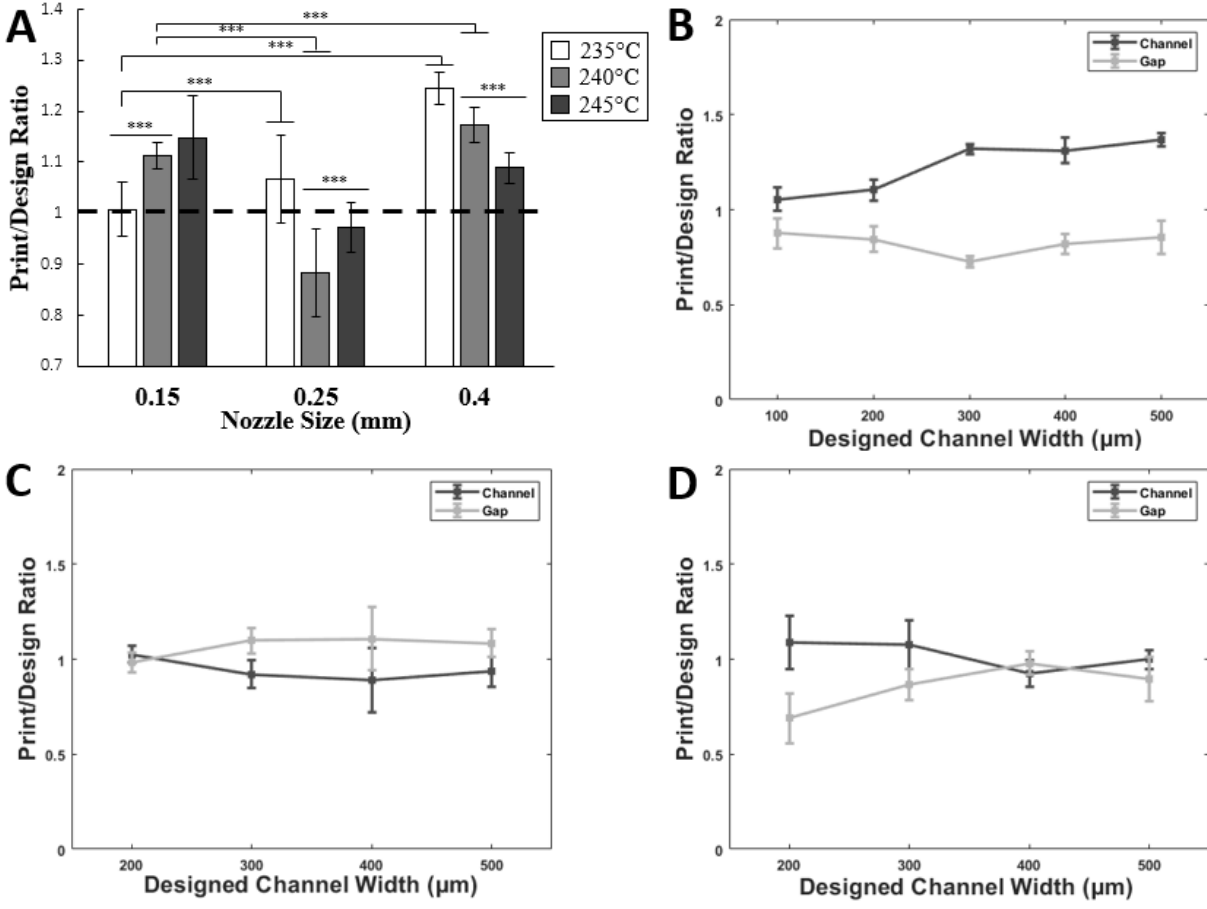 A
1.4
1.3
1.2
1.1
1
0.9
0.8
0.7
Print/Design Ratio
***
***
***
***
***
***
***
***
235°C
240°C
245°C
0.15 0.25 0.4
Nozzle Size (mm)
B
2
1.5
1
0.5
0
Print/Design Ratio
Channel
Gap
100 200 300 400 500
Designed Channel Width (µm)
C
2
1.5
1
0.5
0
Print/Design Ratio
Channel
Gap
200 300 400 500
Designed Channel Width (µm)
D
2
1.5
1
0.5
0
Print/Design Ratio
Channel
Gap
200 300 400 500
Designed Channel Width (µm)